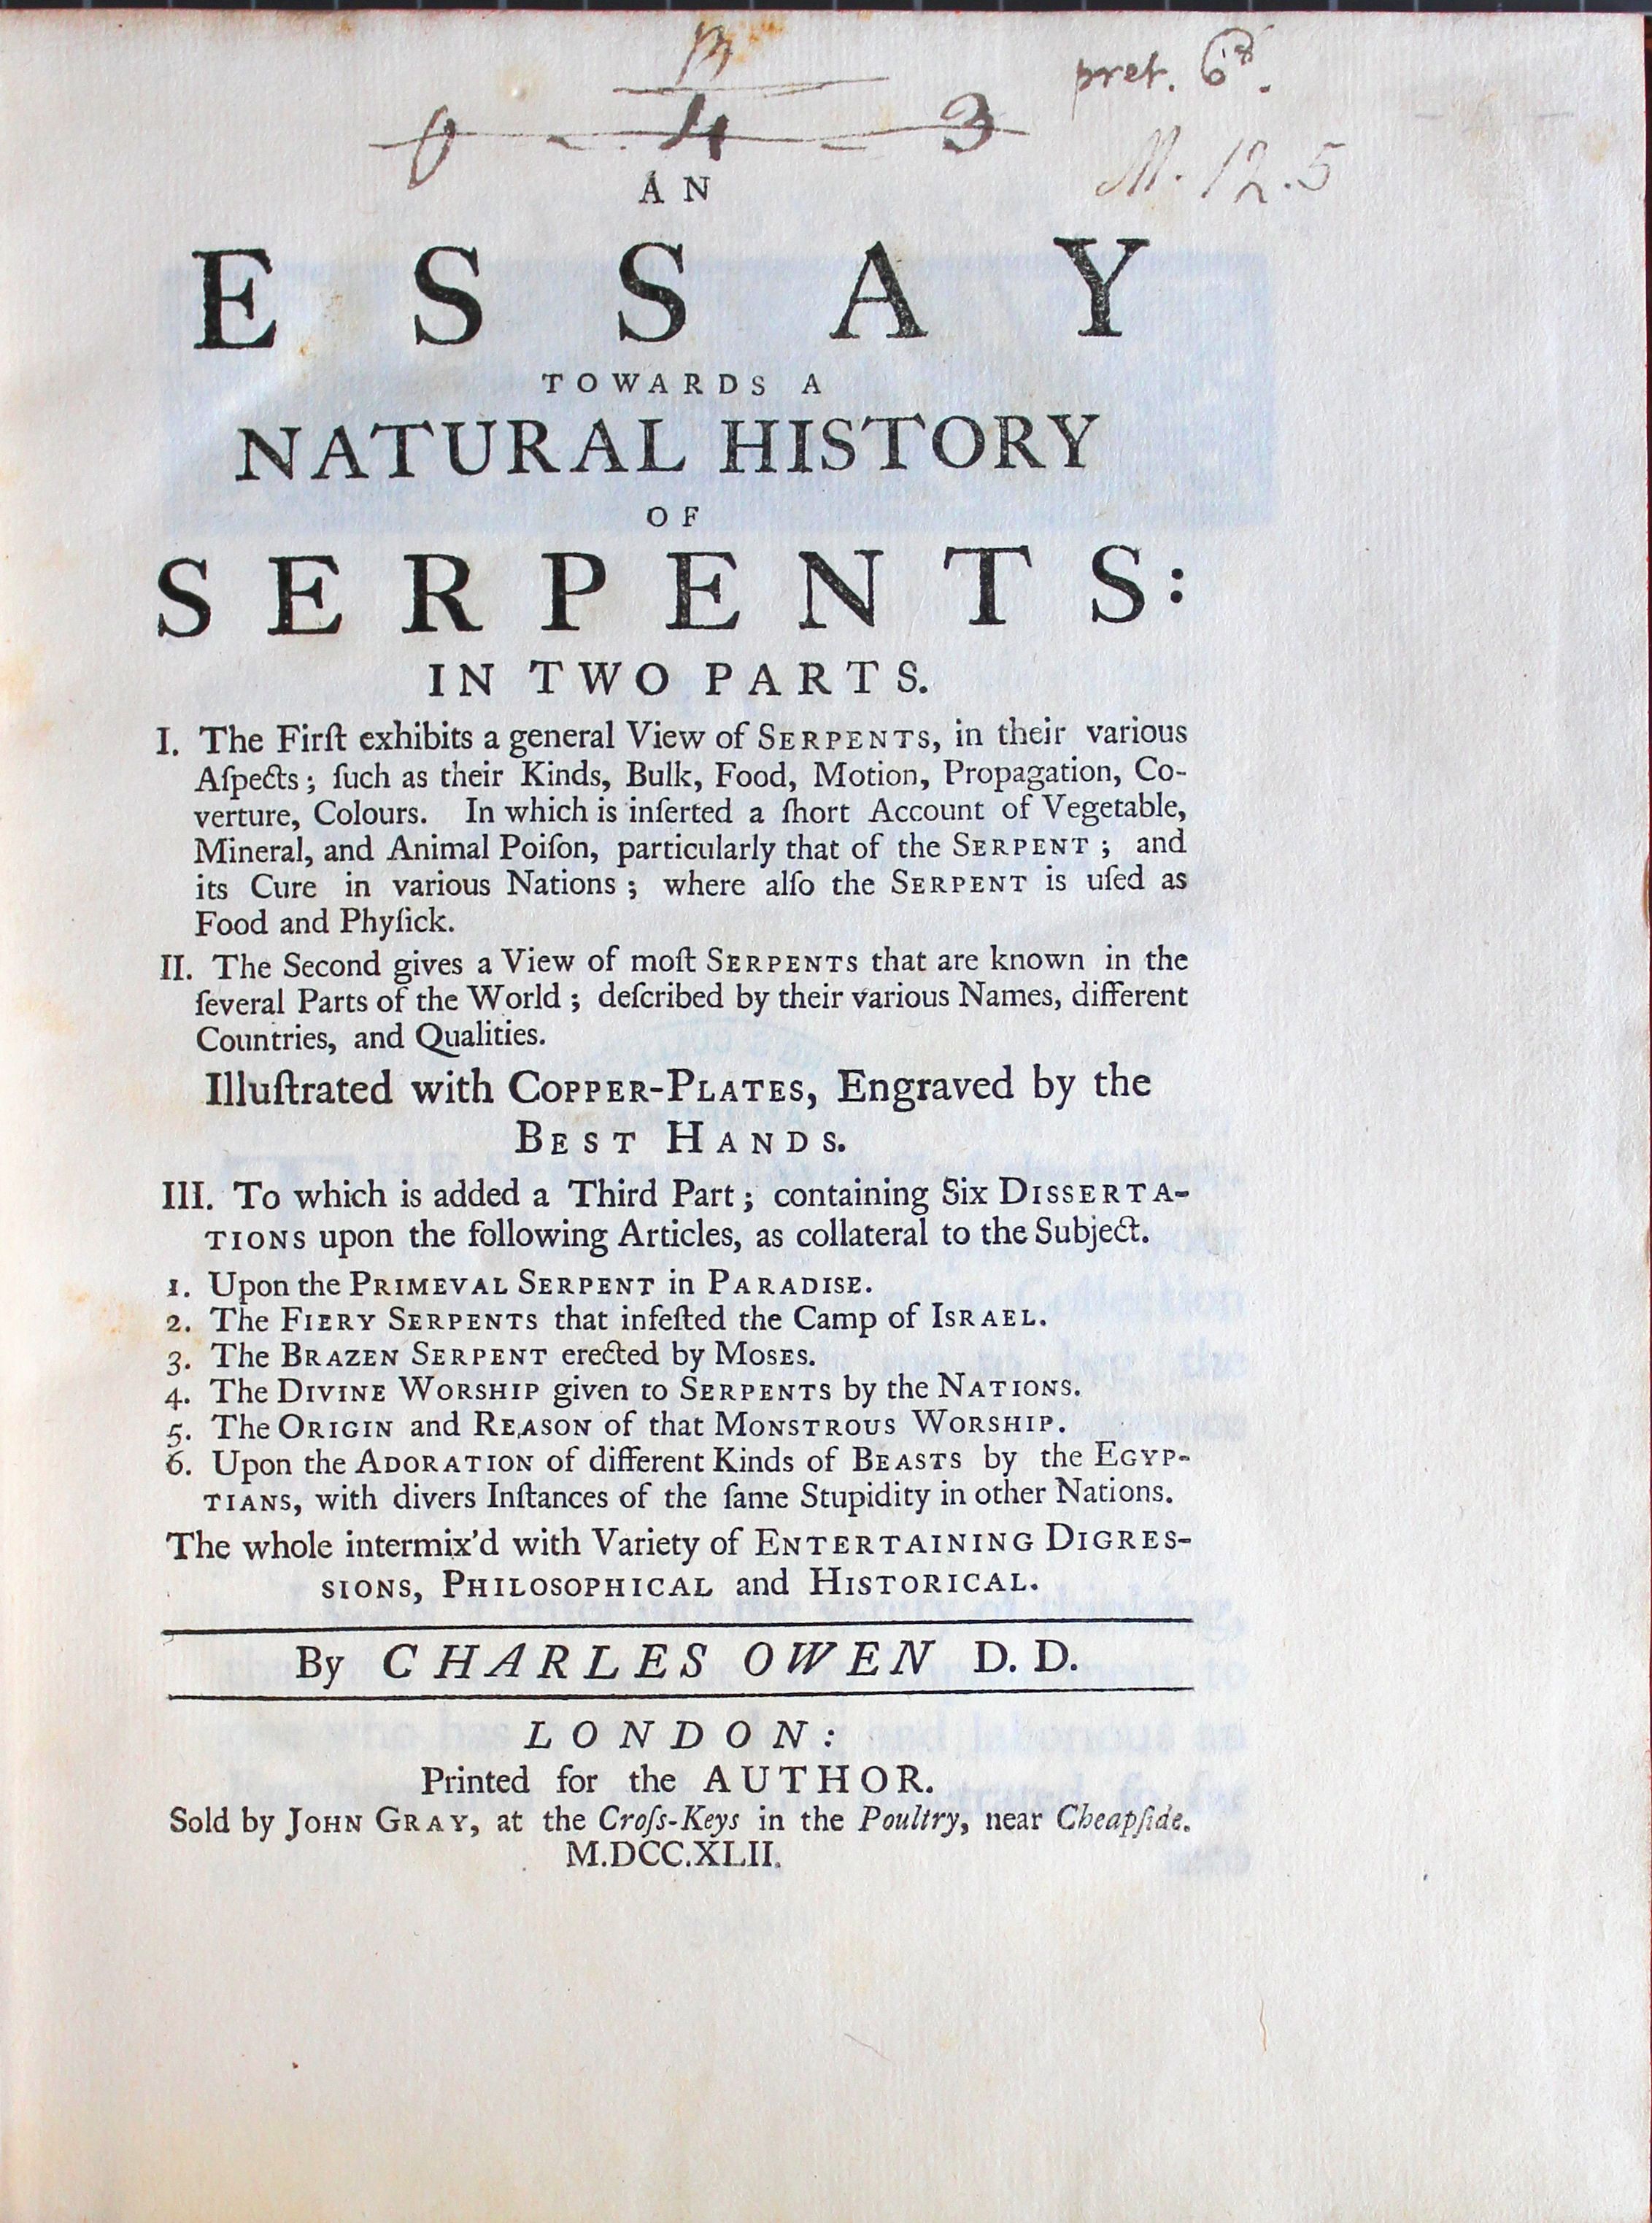 B
0 - . 4 - 3
pret. 6
M. 12.5
AN
ESSAY
TOWARDS A
NATURAL HISTORY
OF
SERPENTS:
IN TWO PARTS.
I. The Firſt exhibits a general View of SERPENTS, in their various
Aſpects; ſuch as their Kinds, Bulk, Food, Motion, Propagation, Co-
verture, Colours. In which is inſerted a ſhort Account of Vegetable,
Mineral, and Animal Poiſon, particularly that of the SERPENT; and
its Cure in various Nations; where alſo the SERPENT is uſed as
Food and Phyſick.
II. The Second gives a View of moſt SERPENTS that are known in the
ſeveral Parts of the World; deſcribed by their various Names, different
Countries, and Qualities.
Illuſtrated with COPPER-PLATES, Engraved by the
BEST HANDS.
III. To which is added a Third Part; containing Six DISSERTA-
TIONS upon the following Articles, as collateral to the Subject.
1. Upon the PRIMEVAL SERPENT in PARADISE.
2. The FIERY SERPENTS that infeſted the Camp of ISRAEL.
3. The BRAZEN SERPENT erected by MOSES.
4. The DIVINE WORSHIP given to SERPENTS by the NATIONS.
5. The ORIGIN and REASON of that MONSTROUS WORSHIP.
6. Upon the ADORATION of different Kinds of BEASTS by the EGYP-
TIANS, with divers Inſtances of the ſame Stupidity in other Nations.
The whole intermix'd with Variety of ENTERTAINING DIGRES-
SIONS, PHILOSOPHICAL and HISTORICAL.
By CHARLES OWEN D. D.
LONDON:
Printed for the AUTHOR.
Sold by JOHN GRAY, at the Croſs-Keys in the Poultry, near Cheapſide.
M.DCC.XLII.